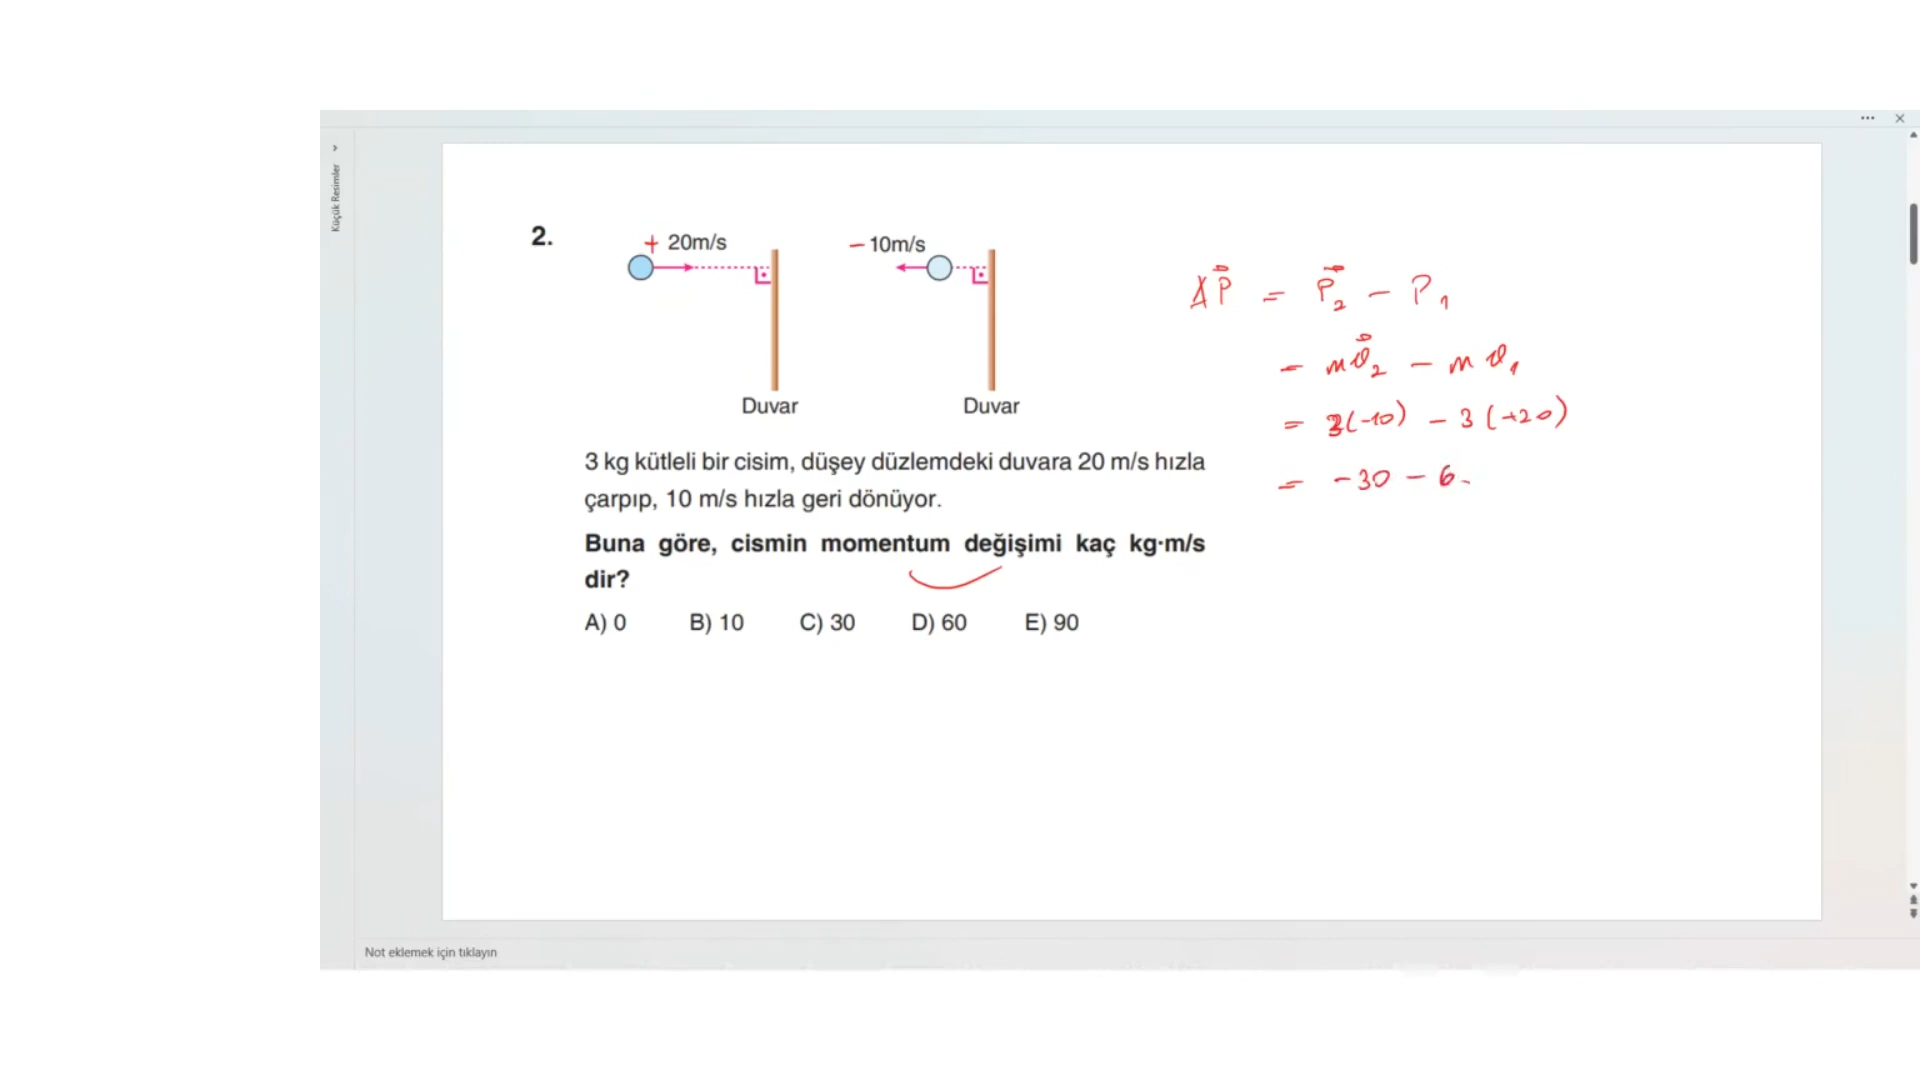 Küçük Resimler
2.
+ 20m/s
- 10m/s
Duvar
Duvar
3 kg kütleli bir cisim, düşey düzlemdeki duvara 20 m/s hızla
çarpıp, 10 m/s hızla geri dönüyor.
Buna göre, cismin momentum değişimi kaç kg·m/s
dir?
A) 0 B) 10 C) 30 D) 60 E) 90
ΔP = P₂ - P₁
= mϑ₂ - mϑ₁
= 3(-10) - 3(+20)
= -30 - 6
Not eklemek için tıklayın